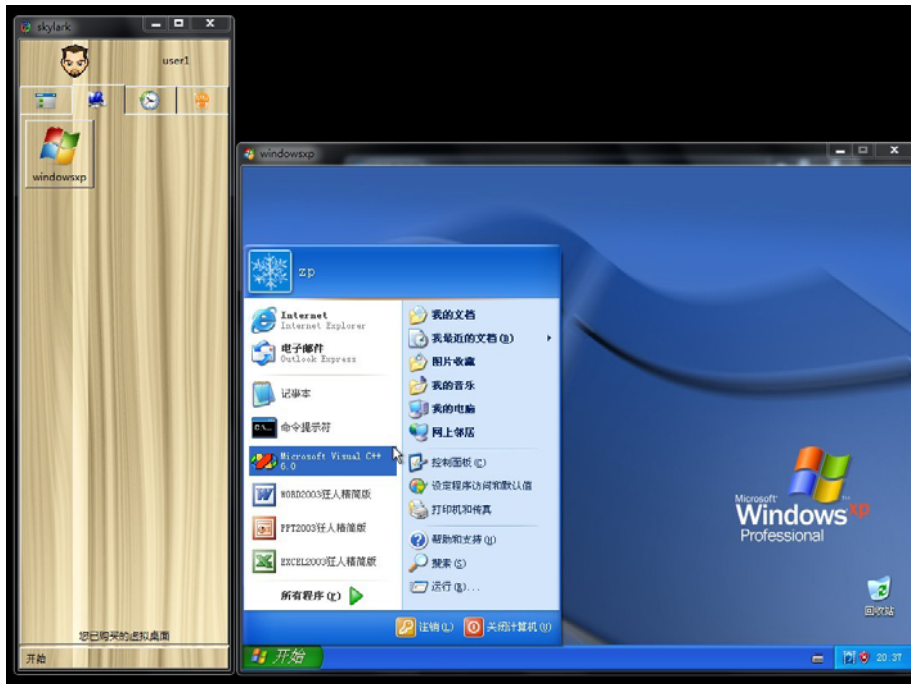 skylark
user1
windowsxp
您已购买的虚拟桌面
开始
windowsxp
zp
Internet
Internet Explorer
电子邮件
Outlook Express
记事本
命令提示符
Microsoft Visual C++
6.0
WORD2003狂人精简版
PPT2003狂人精简版
EXCEL2003狂人精简版
所有程序(P)
我的文档
我最近的文档(D)
图片收藏
我的音乐
我的电脑
网上邻居
控制面板(C)
设定程序访问和默认值
打印机和传真
帮助和支持(H)
搜索(S)
运行(R)...
注销(L)
关闭计算机(U)
Microsoft
Windows xp
Professional
回收站
开始
20:37